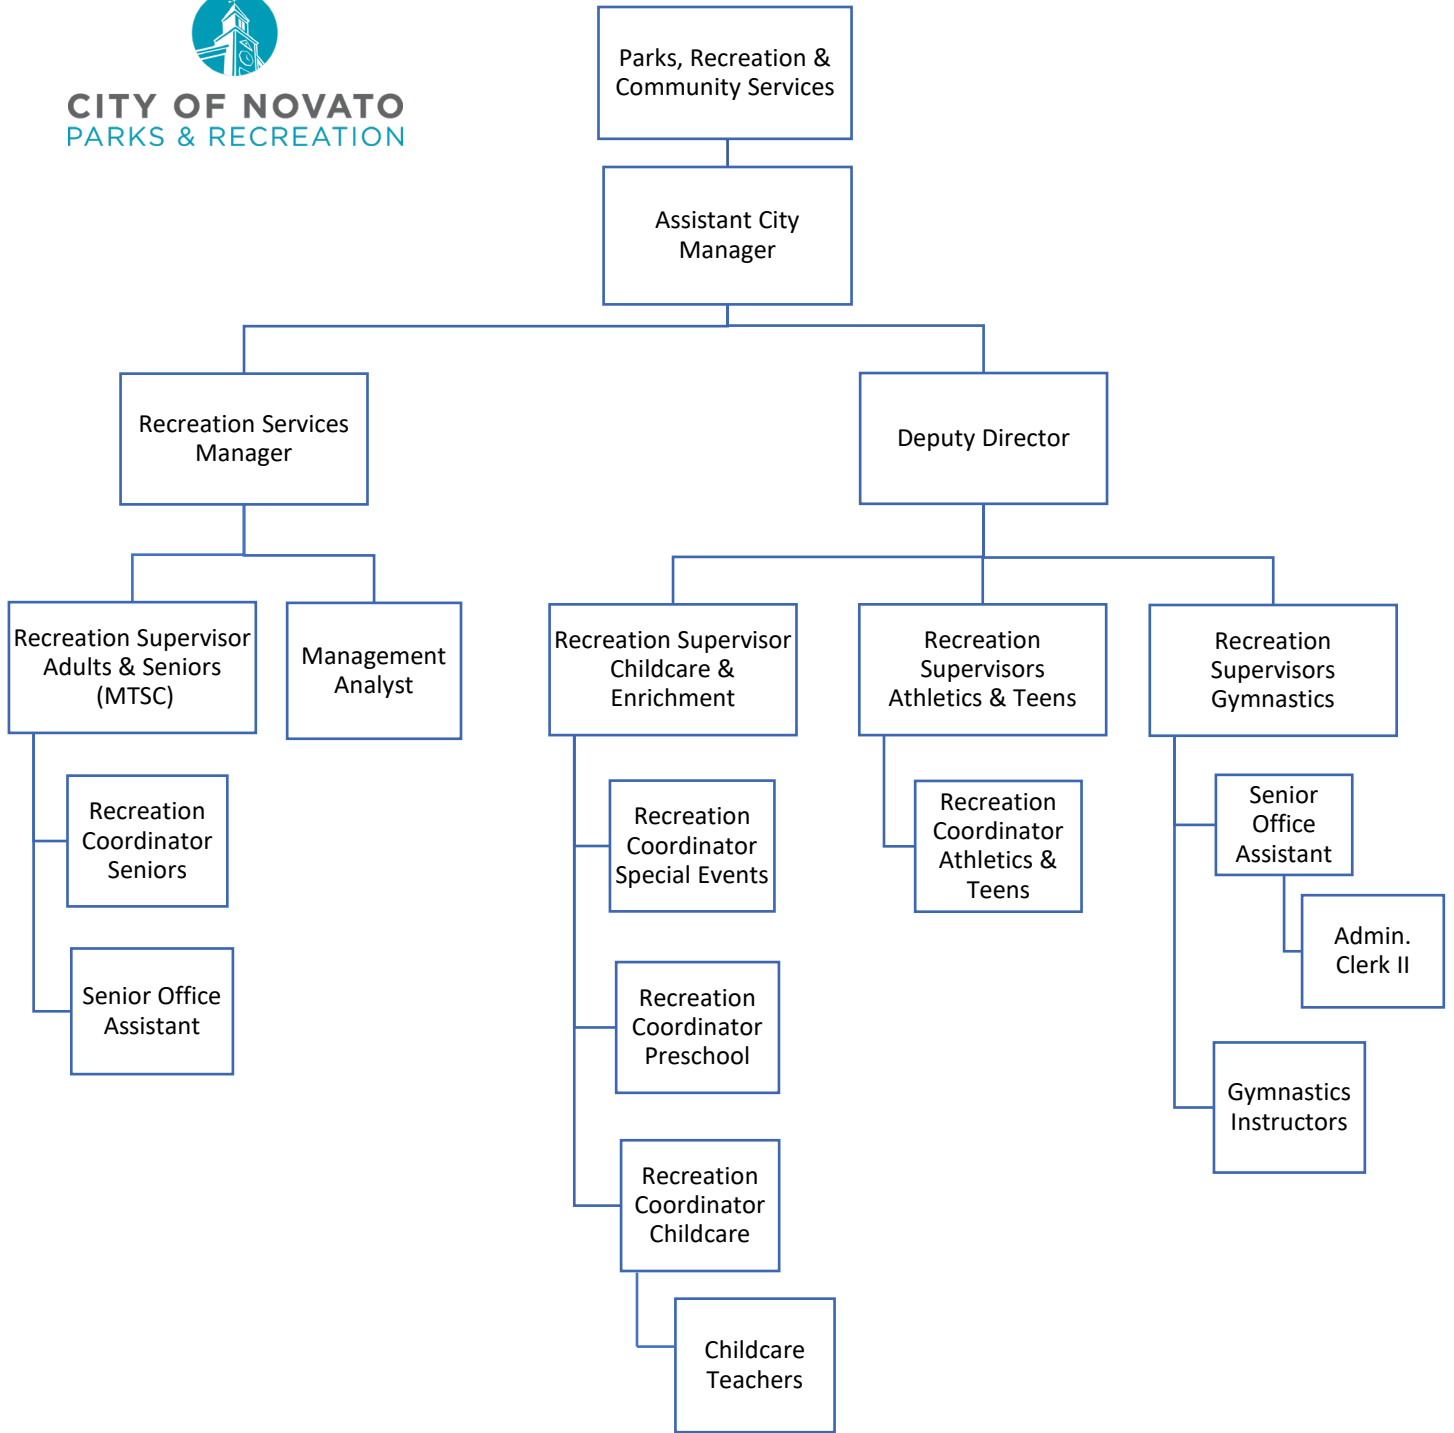 CITY OF NOVATO
PARKS & RECREATION
Parks, Recreation &
Community Services
Assistant City
Manager
Recreation Services
Manager
Deputy Director
Recreation Supervisor
Adults & Seniors
(MTSC)
Management
Analyst
Recreation Supervisor
Childcare &
Enrichment
Recreation
Supervisors
Athletics & Teens
Recreation
Supervisors
Gymnastics
Recreation
Coordinator
Seniors
Senior Office
Assistant
Recreation
Coordinator
Special Events
Recreation
Coordinator
Preschool
Recreation
Coordinator
Childcare
Childcare
Teachers
Recreation
Coordinator
Athletics &
Teens
Senior
Office
Assistant
Admin.
Clerk II
Gymnastics
Instructors